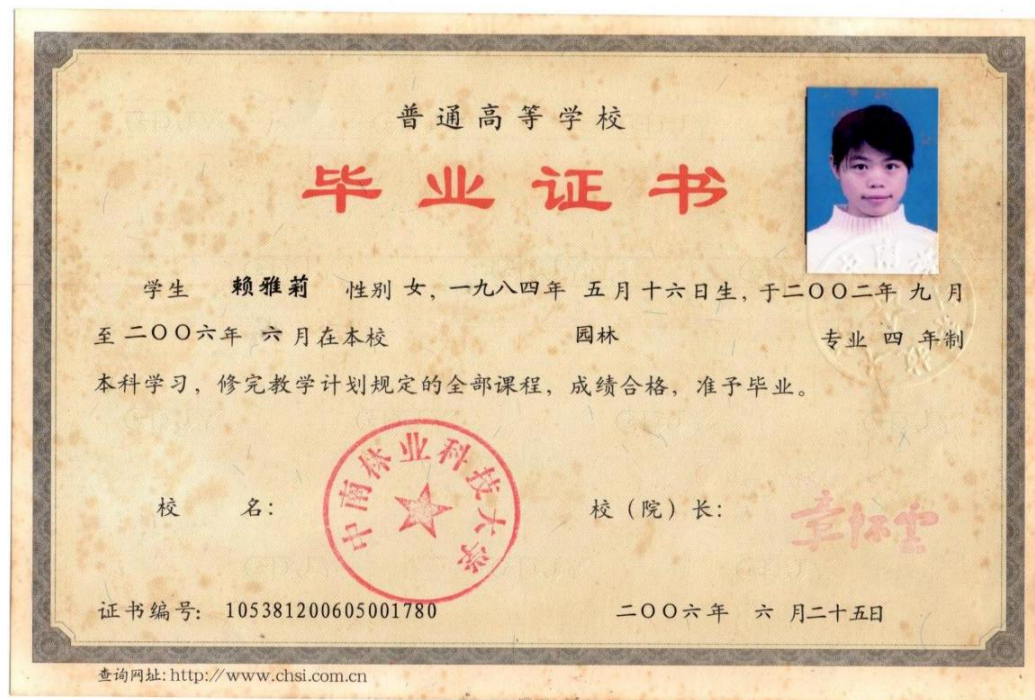 普通高等学校
毕业证书
学生 赖雅莉 性别 女，一九八四年 五月十六日生，于二〇〇二年 九 月
至 二〇〇六年 六 月在本校 园林 专业 四 年制
本科学习，修完教学计划规定的全部课程，成绩合格，准予毕业。
校 名： 中南林业科技大学 校（院）长： 章怀云
证书编号： 105381200605001780 二〇〇六年 六 月二十五日
查询网址: http://www.chsi.com.cn